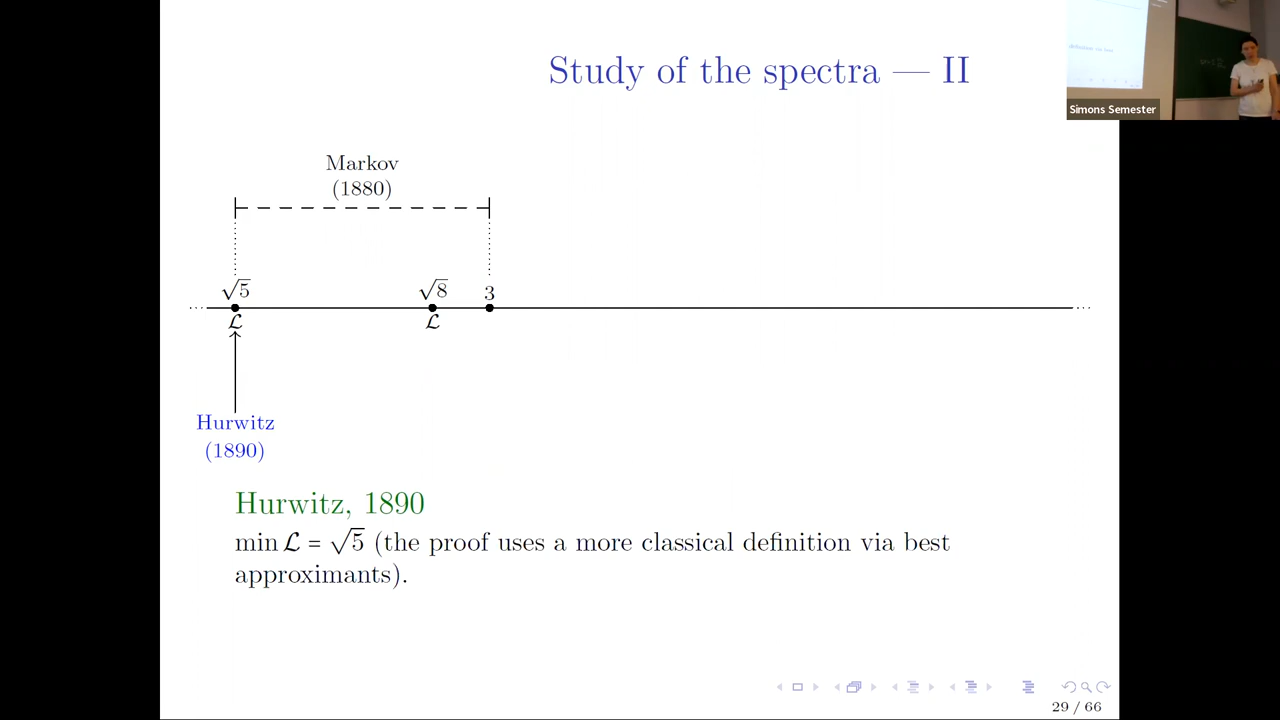 Study of the spectra — II
Simons Semester
Markov
(1880)
√5
√8
3
ℒ
ℒ
Hurwitz
(1890)
Hurwitz, 1890
min ℒ = √5 (the proof uses a more classical definition via best
approximants).
29 / 66